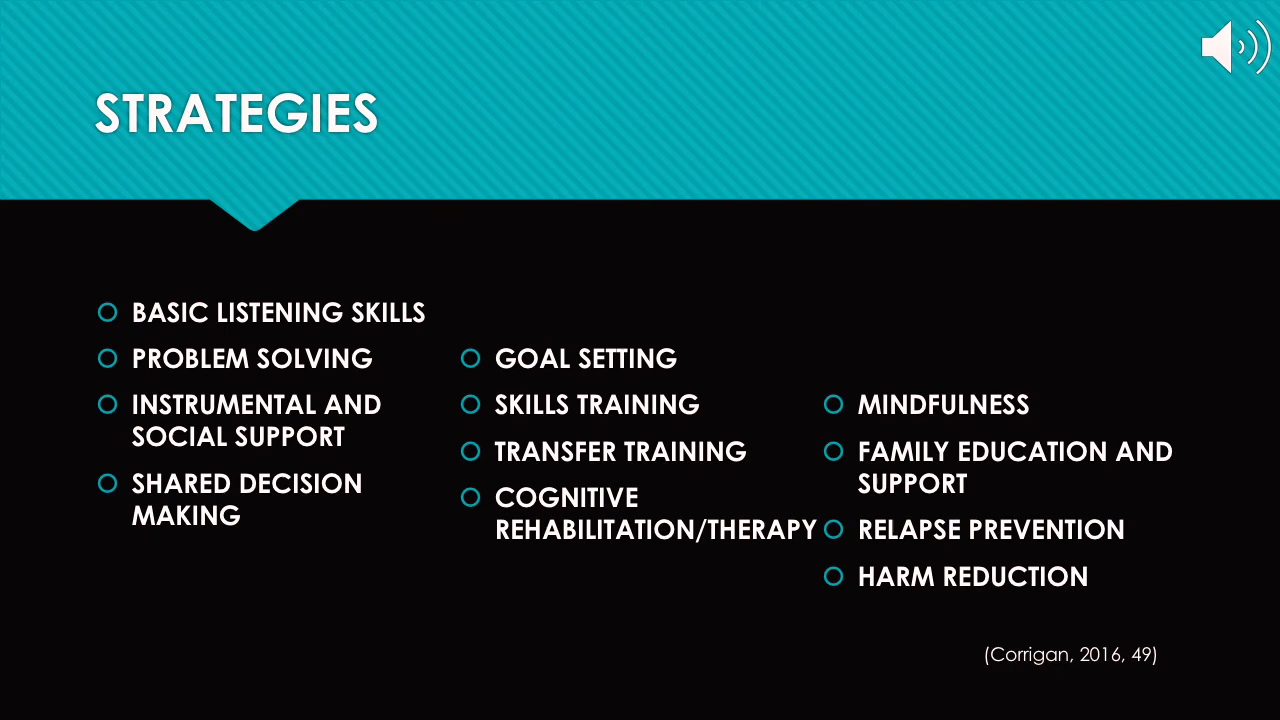 STRATEGIES
BASIC LISTENING SKILLS
PROBLEM SOLVING
INSTRUMENTAL AND
SOCIAL SUPPORT
SHARED DECISION
MAKING
GOAL SETTING
SKILLS TRAINING
TRANSFER TRAINING
COGNITIVE
REHABILITATION/THERAPY
MINDFULNESS
FAMILY EDUCATION AND
SUPPORT
RELAPSE PREVENTION
HARM REDUCTION
(Corrigan, 2016, 49)